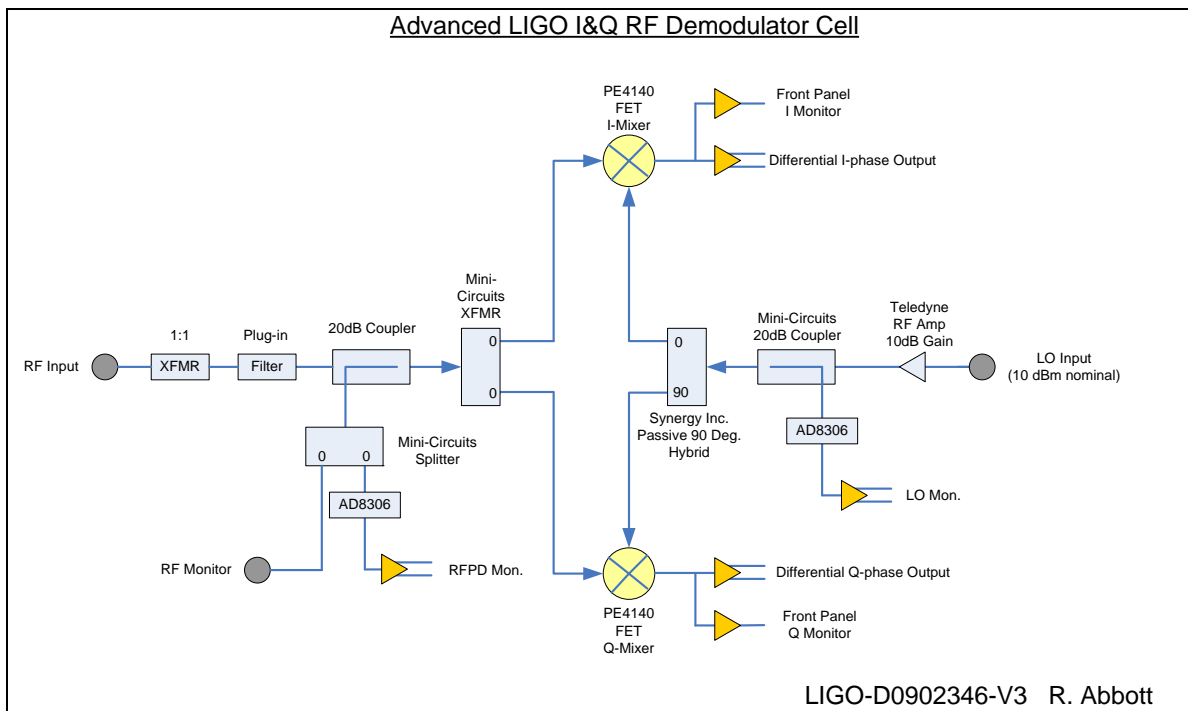 Advanced LIGO I&Q RF Demodulator Cell
PE4140
FET
I-Mixer
Front Panel
I Monitor
Differential I-phase Output
Mini-
Circuits
XFMR
0
0
1:1
XFMR
Plug-in
Filter
20dB Coupler
RF Input
Mini-Circuits
Splitter
0 0
AD8306
RF Monitor
RFPD Mon.
0
90
Synergy Inc.
Passive 90 Deg.
Hybrid
Mini-Circuits
20dB Coupler
Teledyne
RF Amp
10dB Gain
LO Input
(10 dBm nominal)
AD8306
LO Mon.
PE4140
FET
Q-Mixer
Differential Q-phase Output
Front Panel
Q Monitor
LIGO-D0902346-V3 R. Abbott